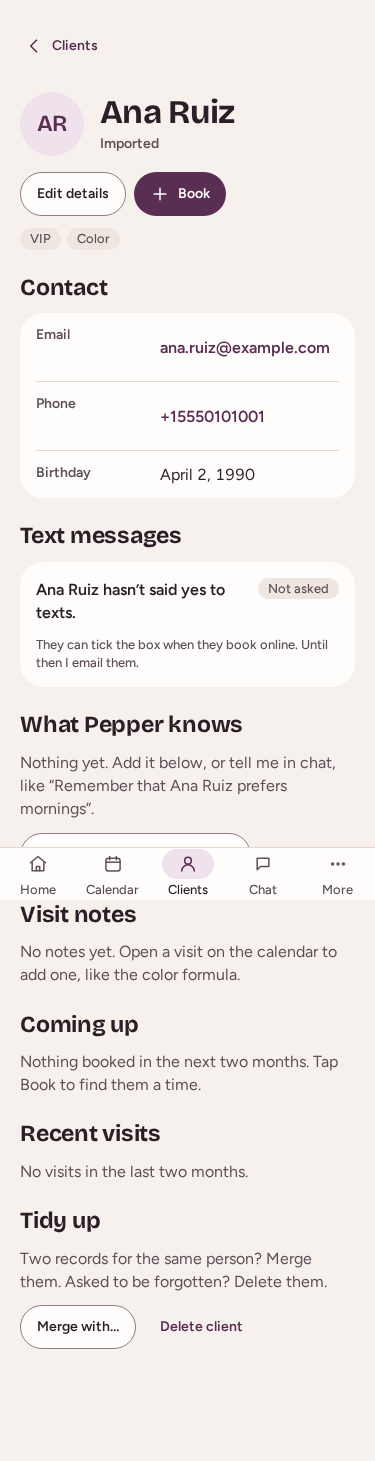 Clients
AR
Ana Ruiz
Imported
Edit details
Book
VIP
Color
Contact
Email
ana.ruiz@example.com
Phone
+15550101001
Birthday
April 2, 1990
Text messages
Ana Ruiz hasn’t said yes to
texts.
Not asked
They can tick the box when they book online. Until
then I email them.
What Pepper knows
Nothing yet. Add it below, or tell me in chat,
like “Remember that Ana Ruiz prefers
mornings”.
Home
Calendar
Clients
Chat
More
Visit notes
No notes yet. Open a visit on the calendar to
add one, like the color formula.
Coming up
Nothing booked in the next two months. Tap
Book to find them a time.
Recent visits
No visits in the last two months.
Tidy up
Two records for the same person? Merge
them. Asked to be forgotten? Delete them.
Merge with…
Delete client